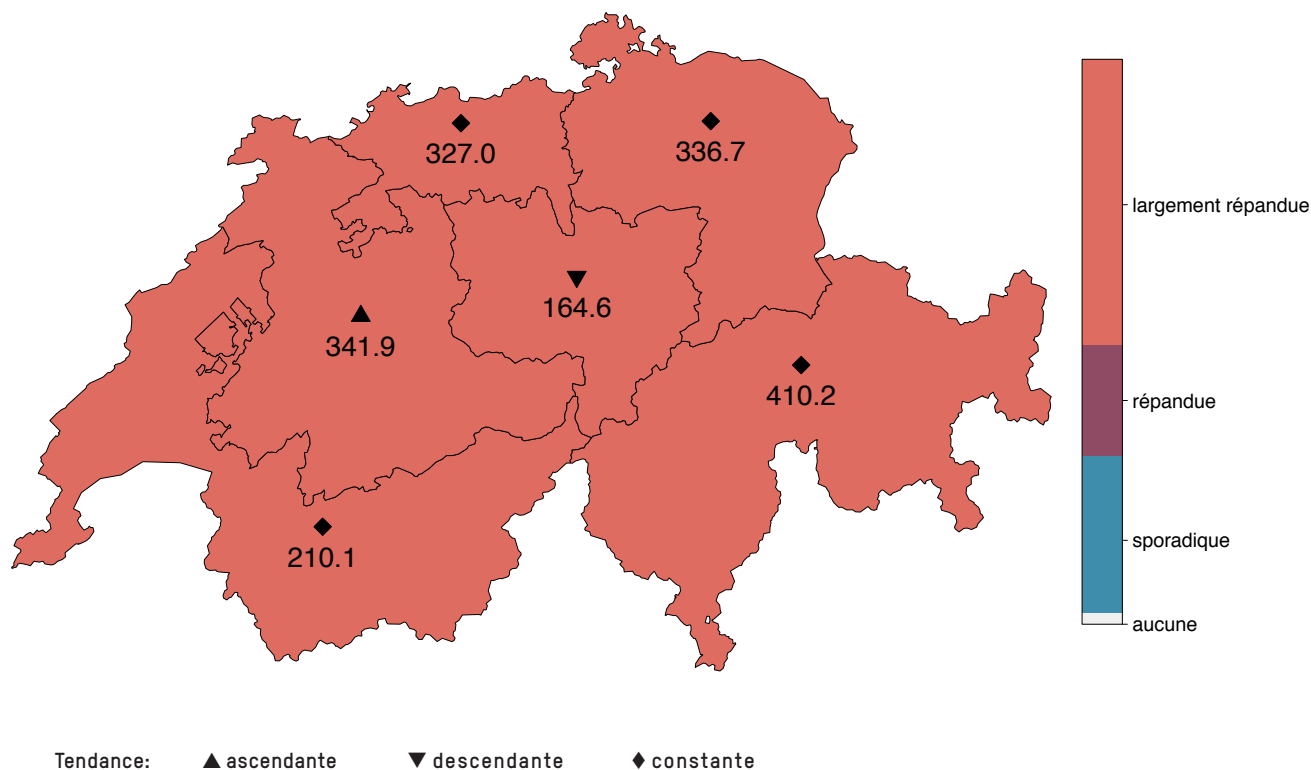 327.0
336.7
largement répandue
164.6
341.9
410.2
répandue
210.1
sporadique
aucune
Tendance: ▲ ascendante ▼ descendante ◆ constante